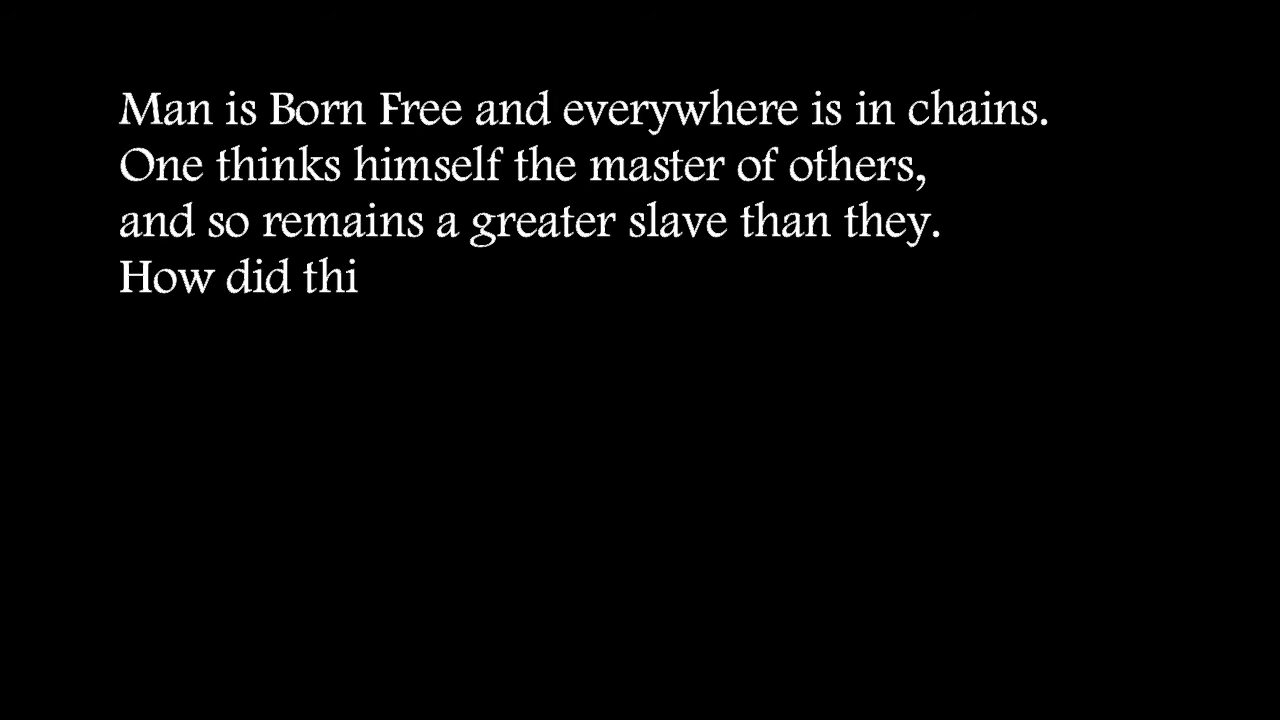 Man is Born Free and everywhere is in chains.
One thinks himself the master of others,
and so remains a greater slave than they.
How did thi